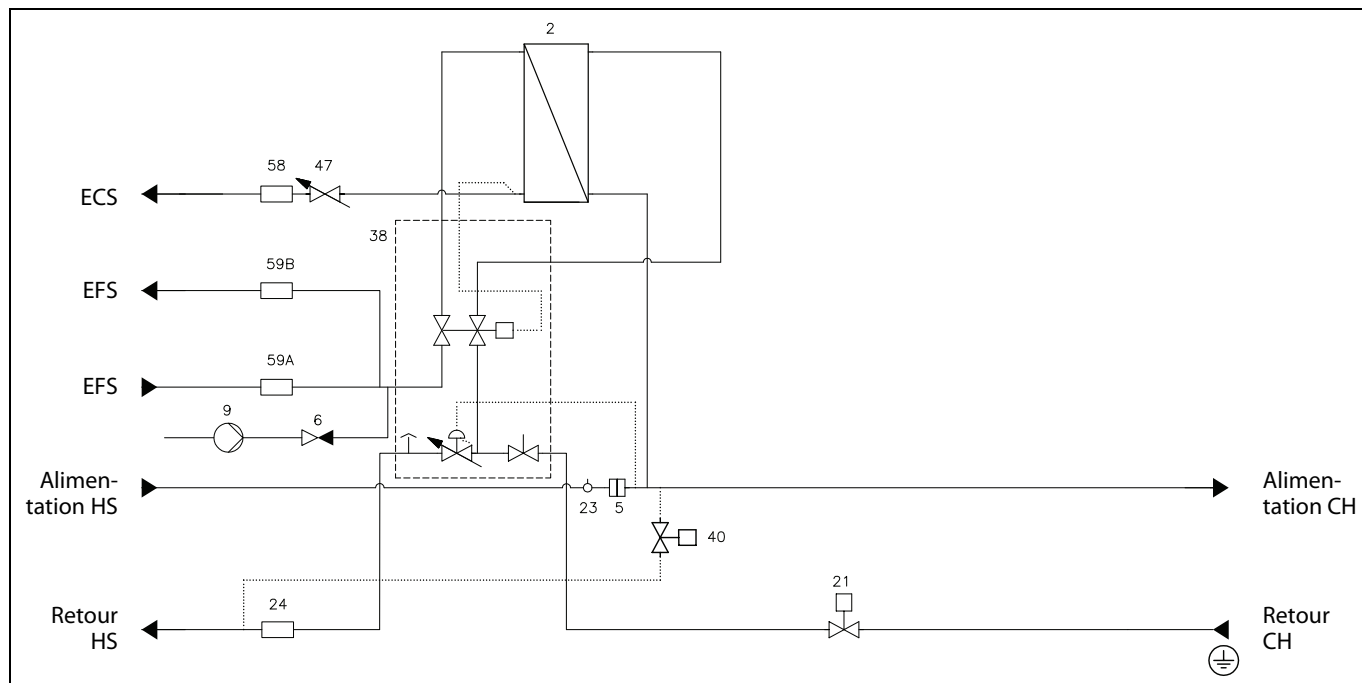 2
58 47
ECS
38
59B
EFS
59A
EFS
9
6
Alimen-
tation HS
23 5
Alimen-
tation CH
40
21
24
Retour
HS
Retour
CH